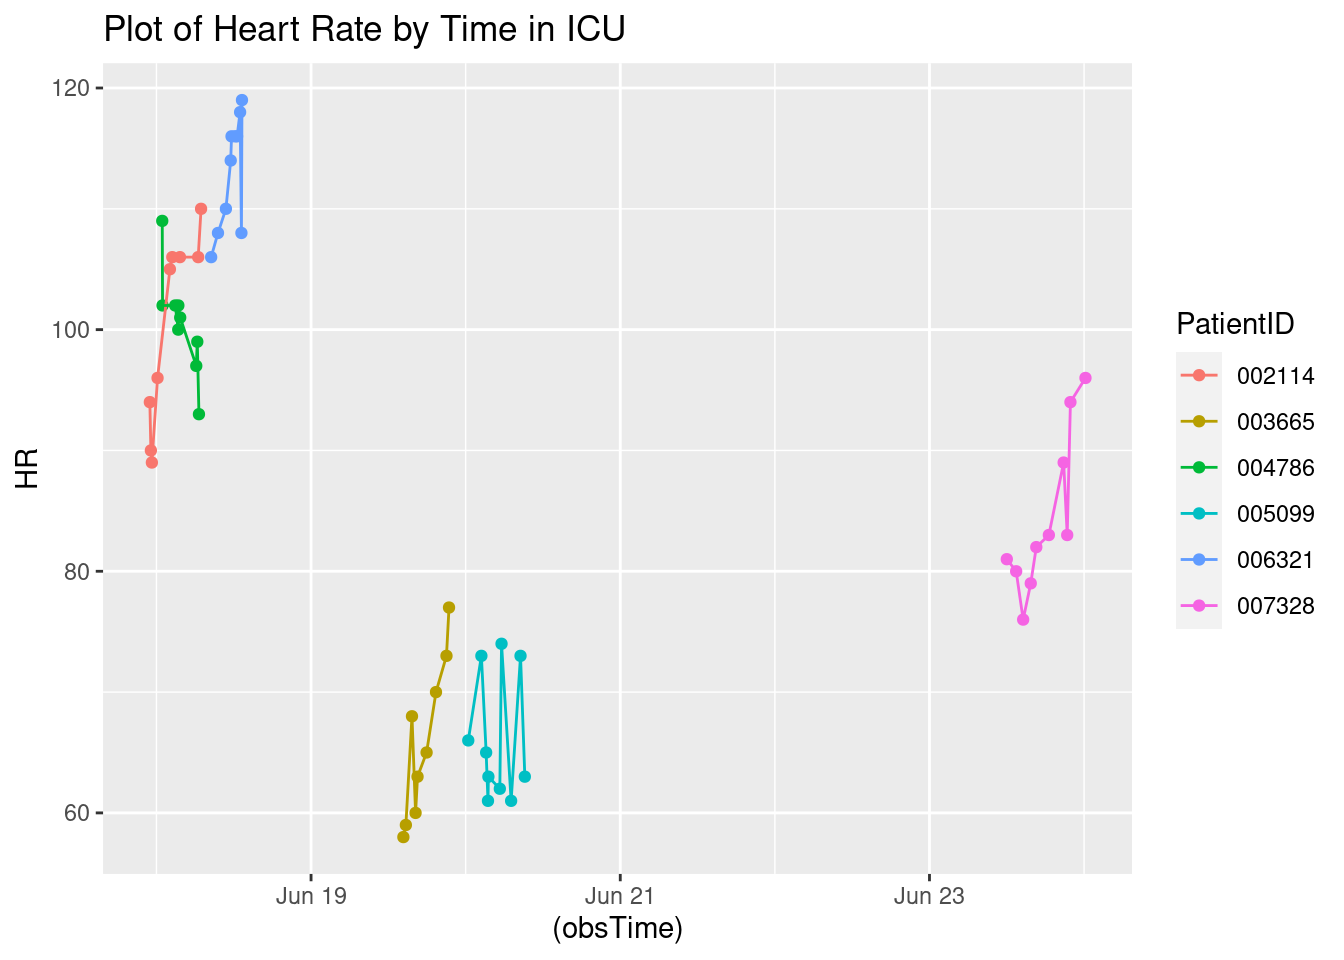 Plot of Heart Rate by Time in ICU
120
100
80
60
HR
Jun 19
Jun 21
Jun 23
(obsTime)
PatientID
002114
003665
004786
005099
006321
007328